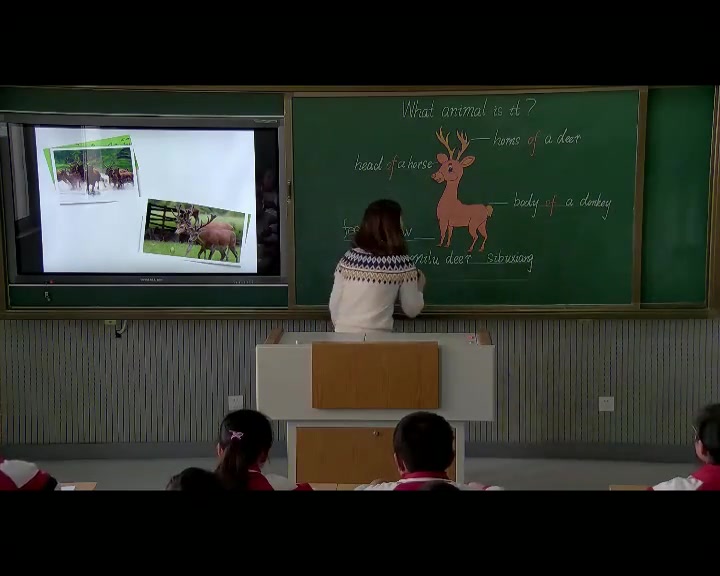 What animal is it?
horns of a deer
head of a horse
body of a donkey
milu deer sibuxiang